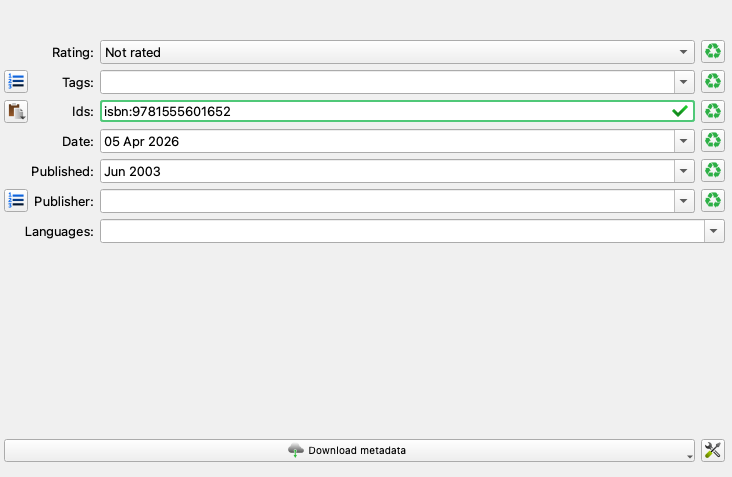 Rating: Not rated
Tags:
Ids: isbn:9781555601652
Date: 05 Apr 2026
Published: Jun 2003
Publisher:
Languages:
Download metadata